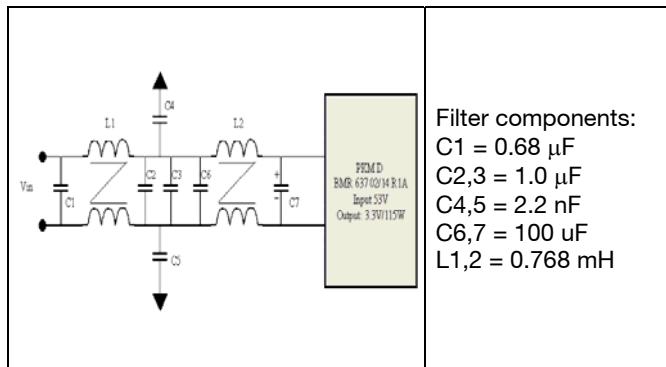 C4
L1
L2
Vin
C1
C2
C3
C6
+
-
C7
C5
PKM D
BMR 637 02/14 R1A
Input 53V
Output: 3.3V/115W
Filter components:
C1 = 0.68 μF
C2,3 = 1.0 μF
C4,5 = 2.2 nF
C6,7 = 100 uF
L1,2 = 0.768 mH